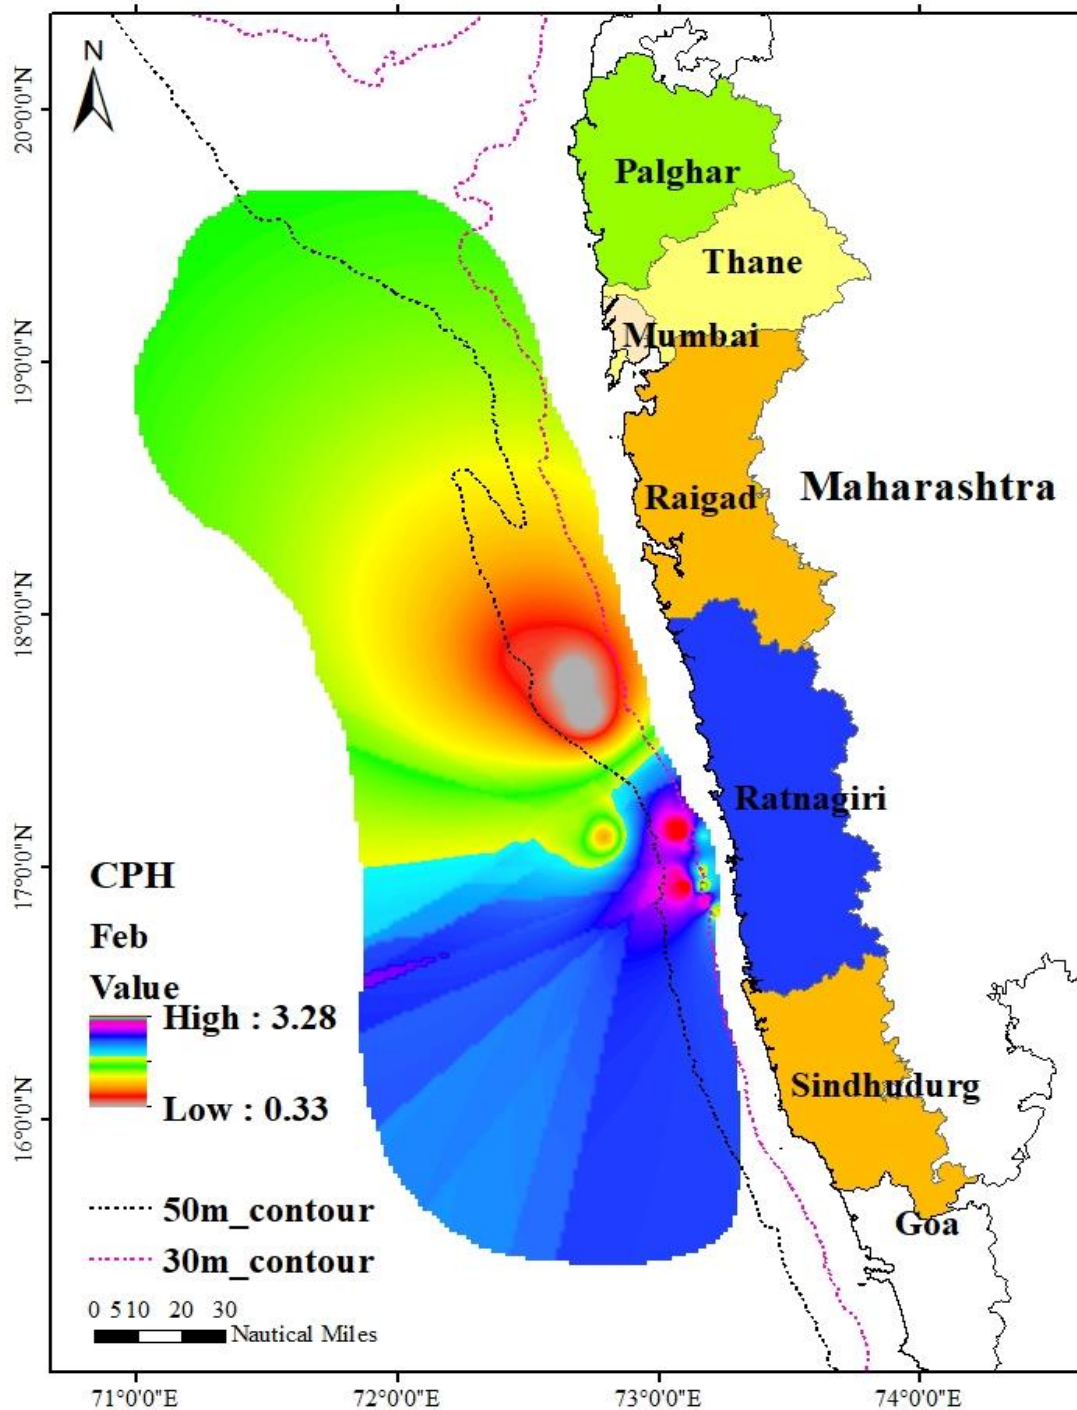 N
20°0'0"N
Palghar
Thane
Mumbai
19°0'0"N
Raigad
Maharashtra
18°0'0"N
Ratnagiri
17°0'0"N
CPH
Feb
Value
High : 3.28
Low : 0.33
16°0'0"N
Sindhudurg
50m_contour
Goa
30m_contour
0 5 10 20 30
Nautical Miles
71°0'0"E 72°0'0"E 73°0'0"E 74°0'0"E